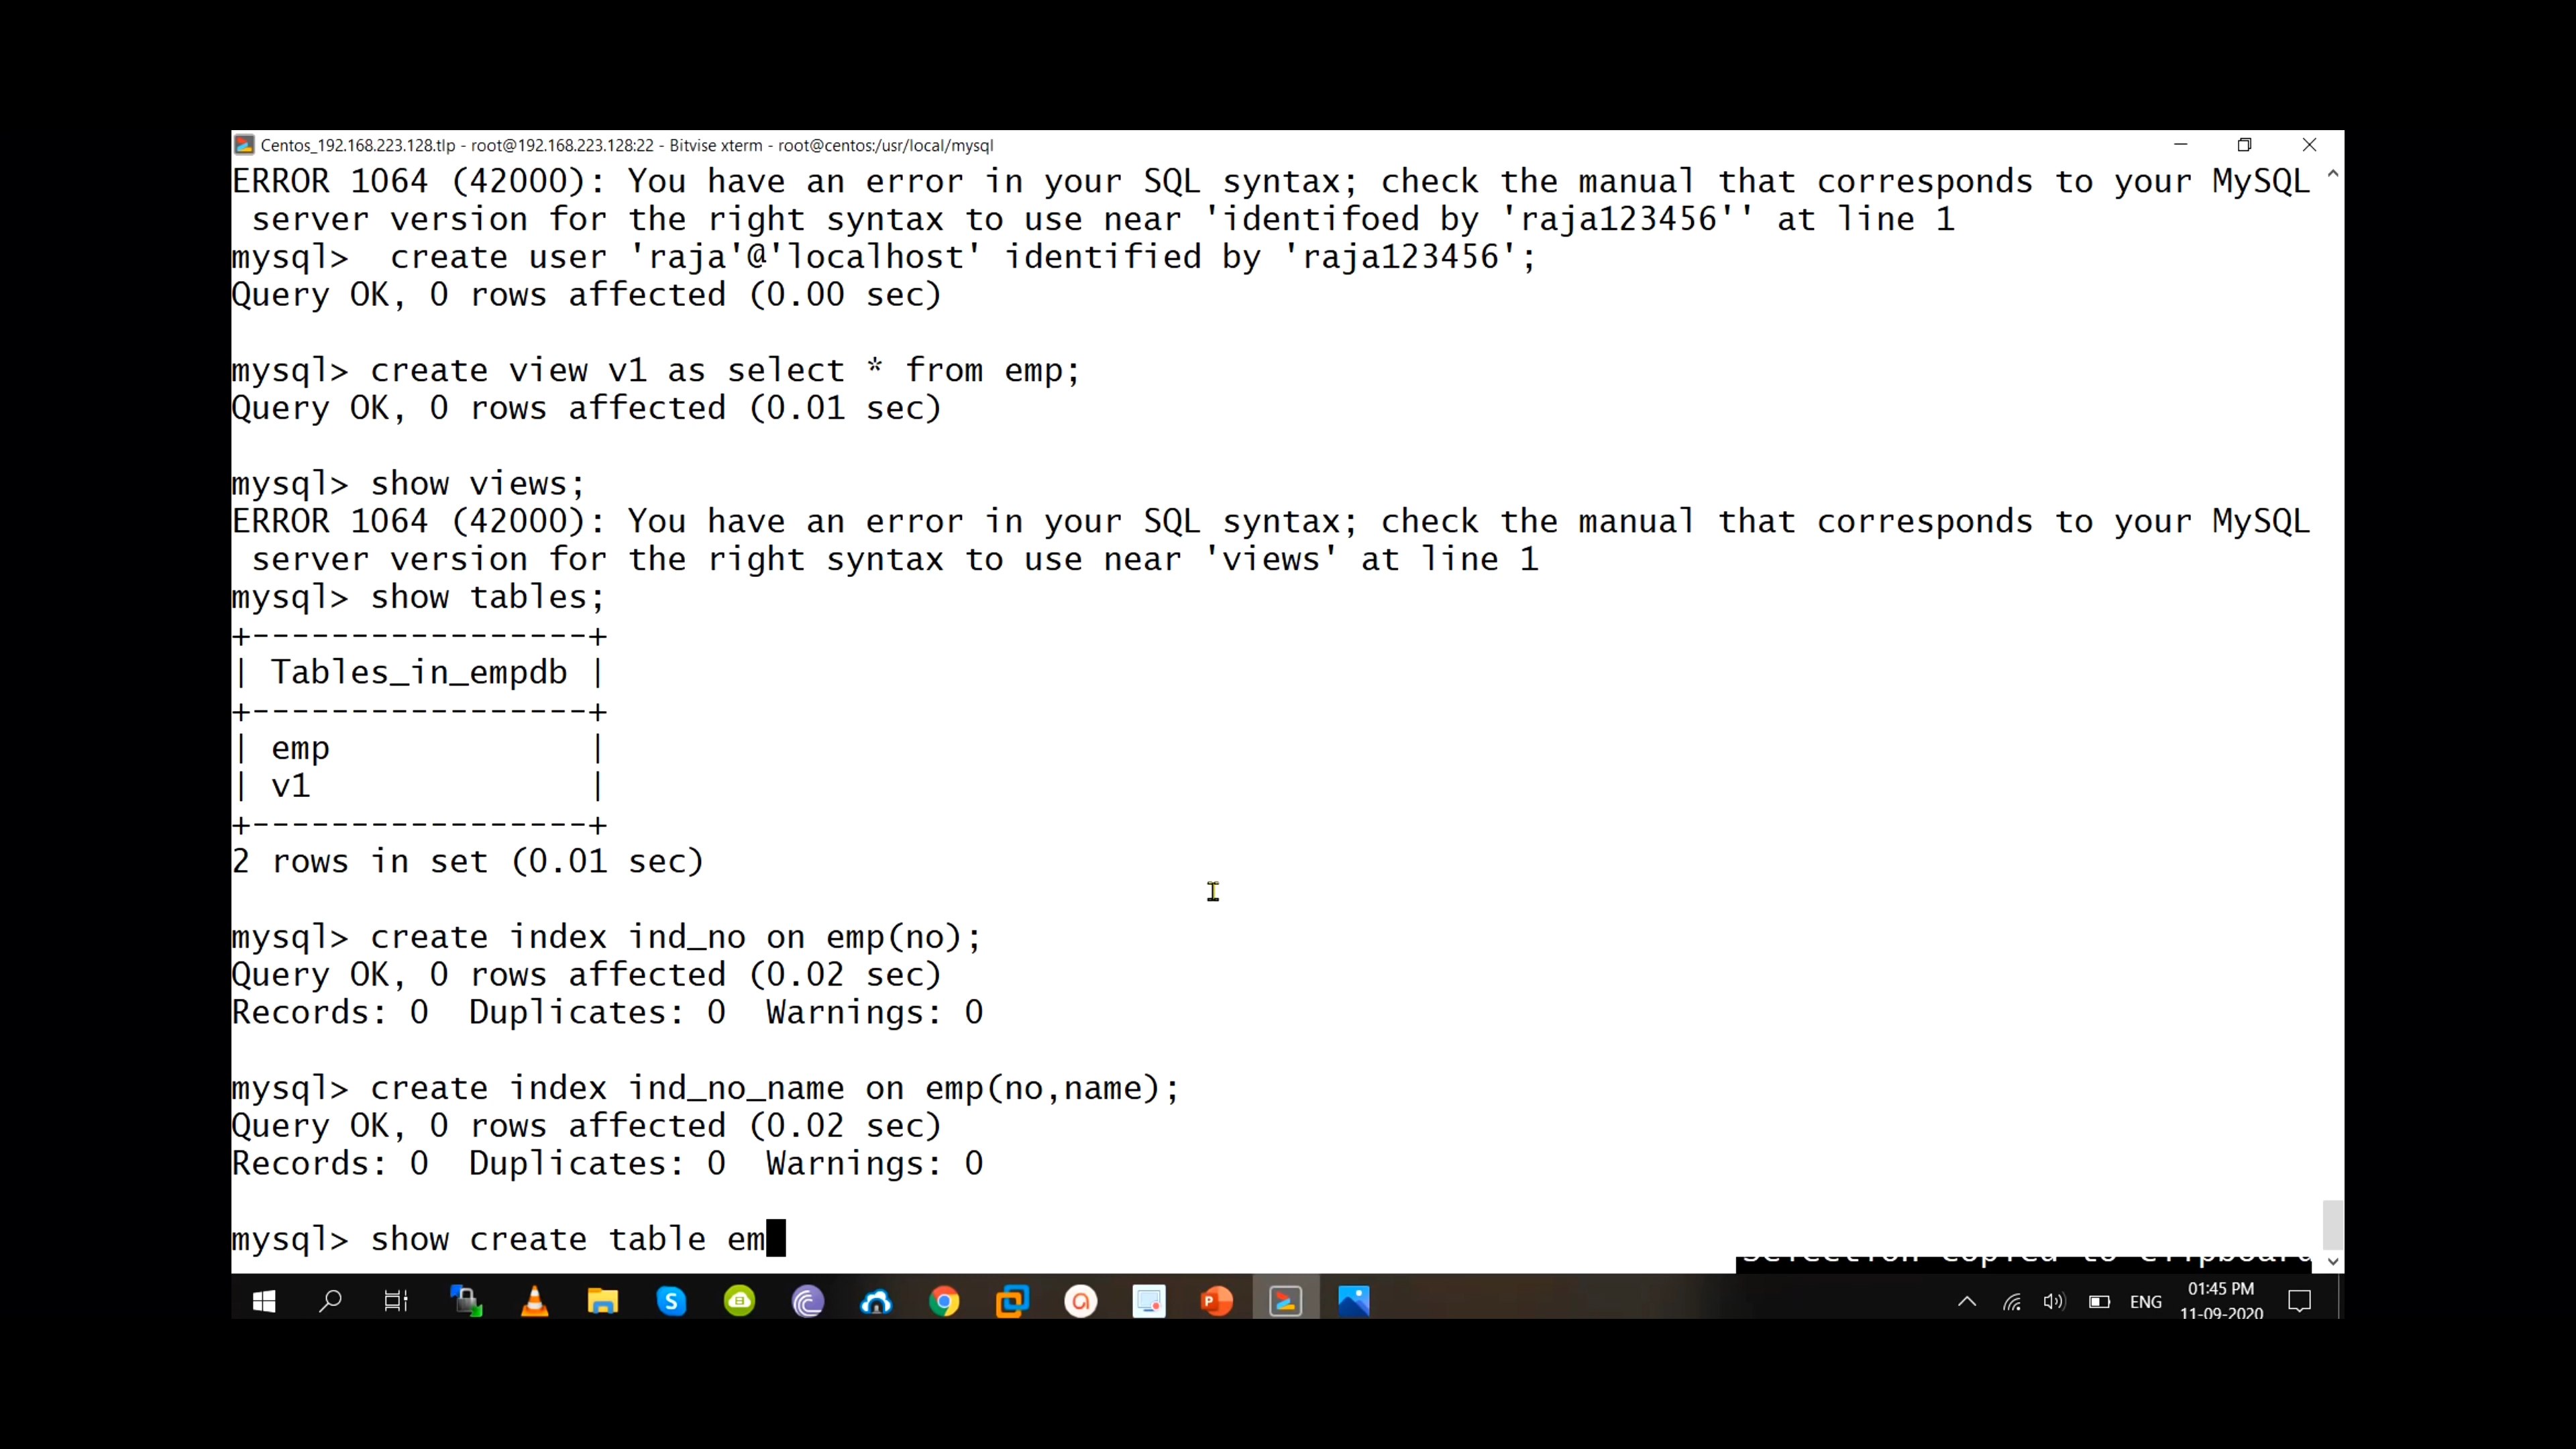 Centos_192.168.223.128.tlp - root@192.168.223.128:22 - Bitvise xterm - root@centos:/usr/local/mysql
ERROR 1064 (42000): You have an error in your SQL syntax; check the manual that corresponds to your MySQL
server version for the right syntax to use near 'identifoed by 'raja123456'' at line 1
mysql>  create user 'raja'@'localhost' identified by 'raja123456';
Query OK, 0 rows affected (0.00 sec)
mysql> create view v1 as select * from emp;
Query OK, 0 rows affected (0.01 sec)
mysql> show views;
ERROR 1064 (42000): You have an error in your SQL syntax; check the manual that corresponds to your MySQL
server version for the right syntax to use near 'views' at line 1
mysql> show tables;
+-----------------+
| Tables_in_empdb |
+-----------------+
| emp             |
| v1              |
+-----------------+
2 rows in set (0.01 sec)
mysql> create index ind_no on emp(no);
Query OK, 0 rows affected (0.02 sec)
Records: 0  Duplicates: 0  Warnings: 0
mysql> create index ind_no_name on emp(no,name);
Query OK, 0 rows affected (0.02 sec)
Records: 0  Duplicates: 0  Warnings: 0
mysql> show create table em
Selection copied to clipboard
ENG
01:45 PM
11-09-2020